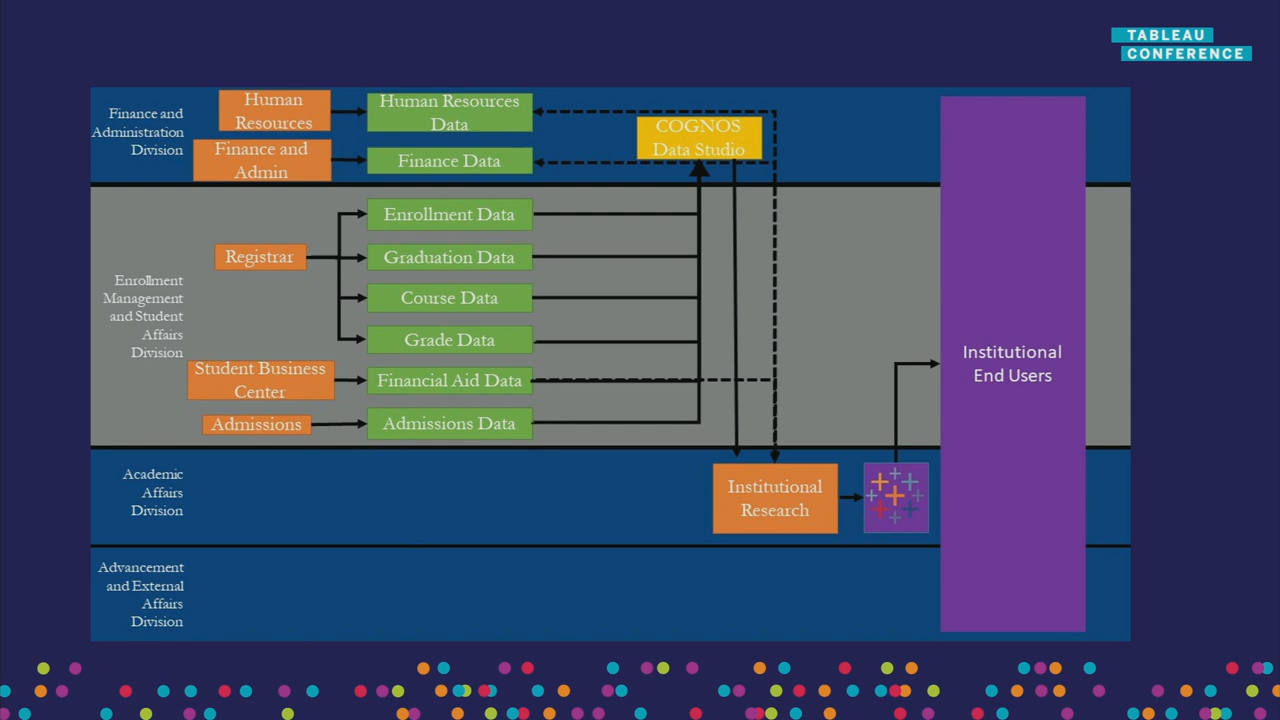 TABLEAU
CONFERENCE
Finance and
Administration
Division
Human
Resources
Human Resources
Data
Finance and
Admin
Finance Data
COGNOS
Data Studio
Enrollment
Management
and Student
Affairs
Division
Registrar
Enrollment Data
Graduation Data
Course Data
Grade Data
Student Business
Center
Financial Aid Data
Admissions
Admissions Data
Institutional
End Users
Academic
Affairs
Division
Institutional
Research
Advancement
and External
Affairs
Division